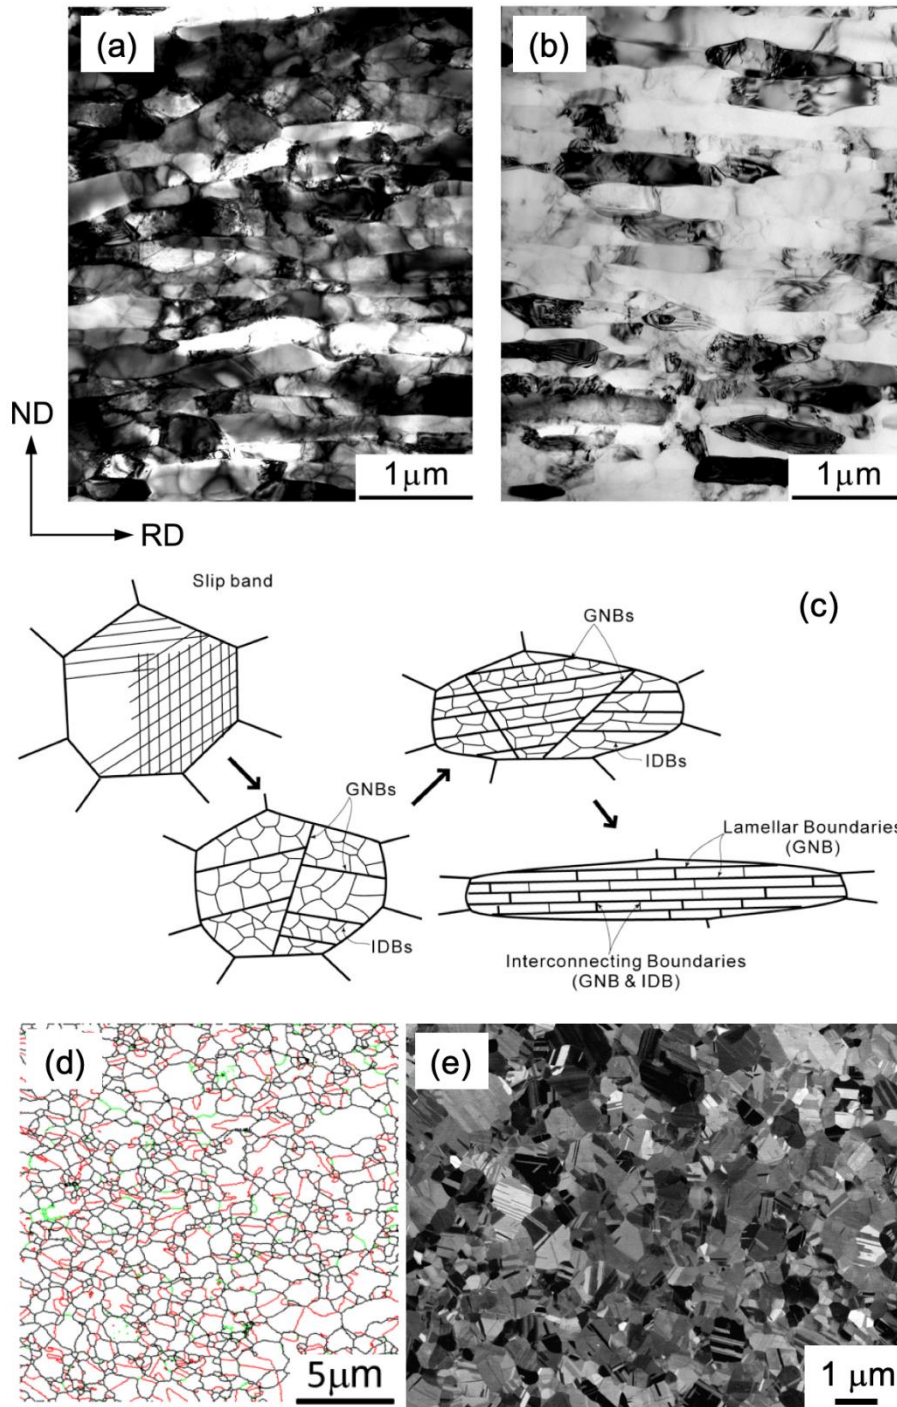 (a)
(b)
1μm
1μm
ND
RD
Slip band
(c)
GNBs
IDBs
GNBs
IDBs
Lamellar Boundaries
(GNB)
Interconnecting Boundaries
(GNB & IDB)
(d)
(e)
5μm
1 μm